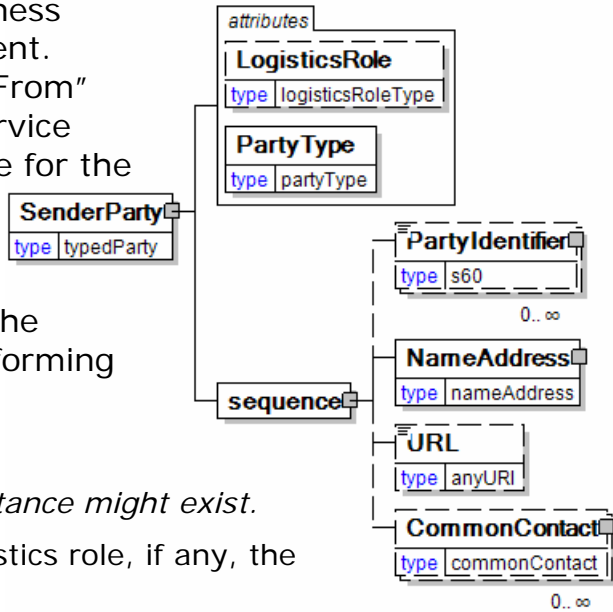 ness
ent.
From"
rvice
e for the
he
forming
tance might exist.
stics role, if any, the
attributes
LogisticsRole
type logisticsRoleType
PartyType
type partyType
SenderParty
type typedParty
sequence
PartyIdentifier
type s60
0.. ∞
NameAddress
type nameAddress
URL
type anyURI
CommonContact
type commonContact
0.. ∞